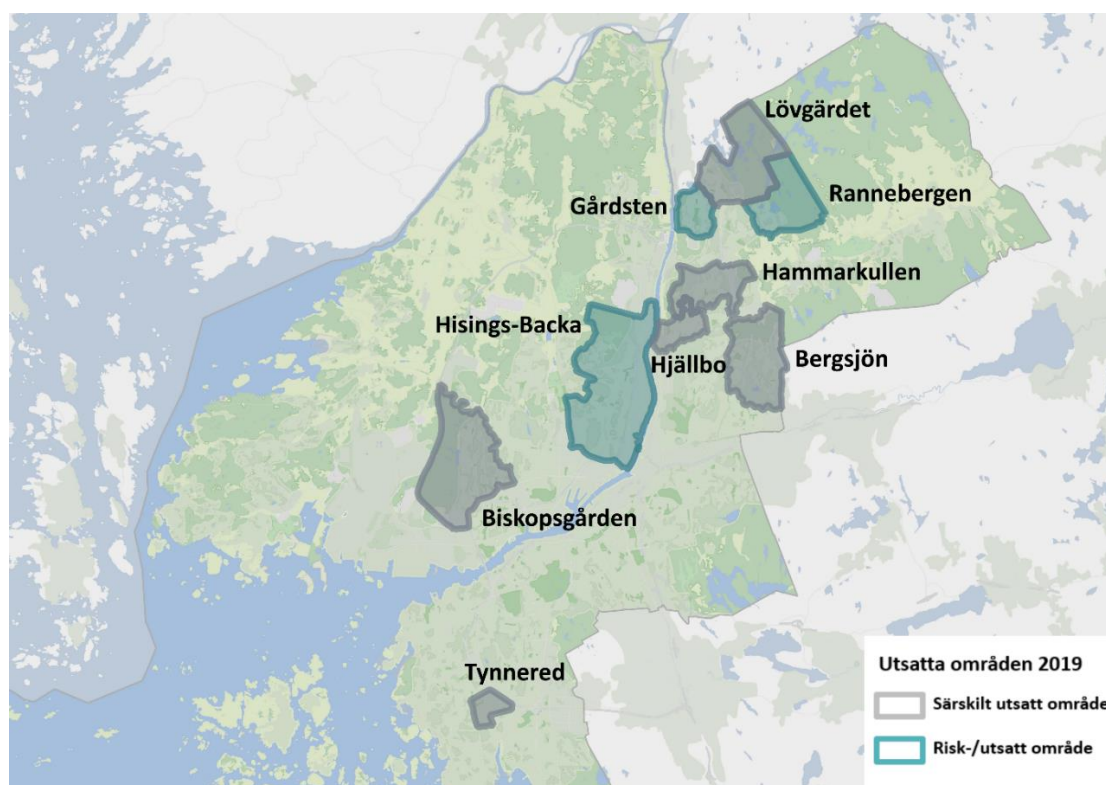 Lövgärdet
Gårdsten
Rannebergen
Hammarkullen
Hisings-Backa
Hjällbo
Bergsjön
Biskopsgården
Tynnered
Utsatta områden 2019
Särskilt utsatt område
Risk-/utsatt område